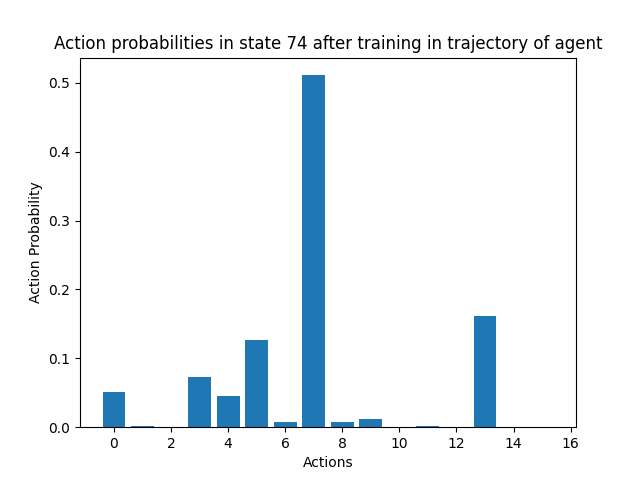 Action probabilities in state 74 after training in trajectory of agent
0.5
0.4
0.3
0.2
0.1
0.0
Action Probability
0 2 4 6 8 10 12 14 16
Actions